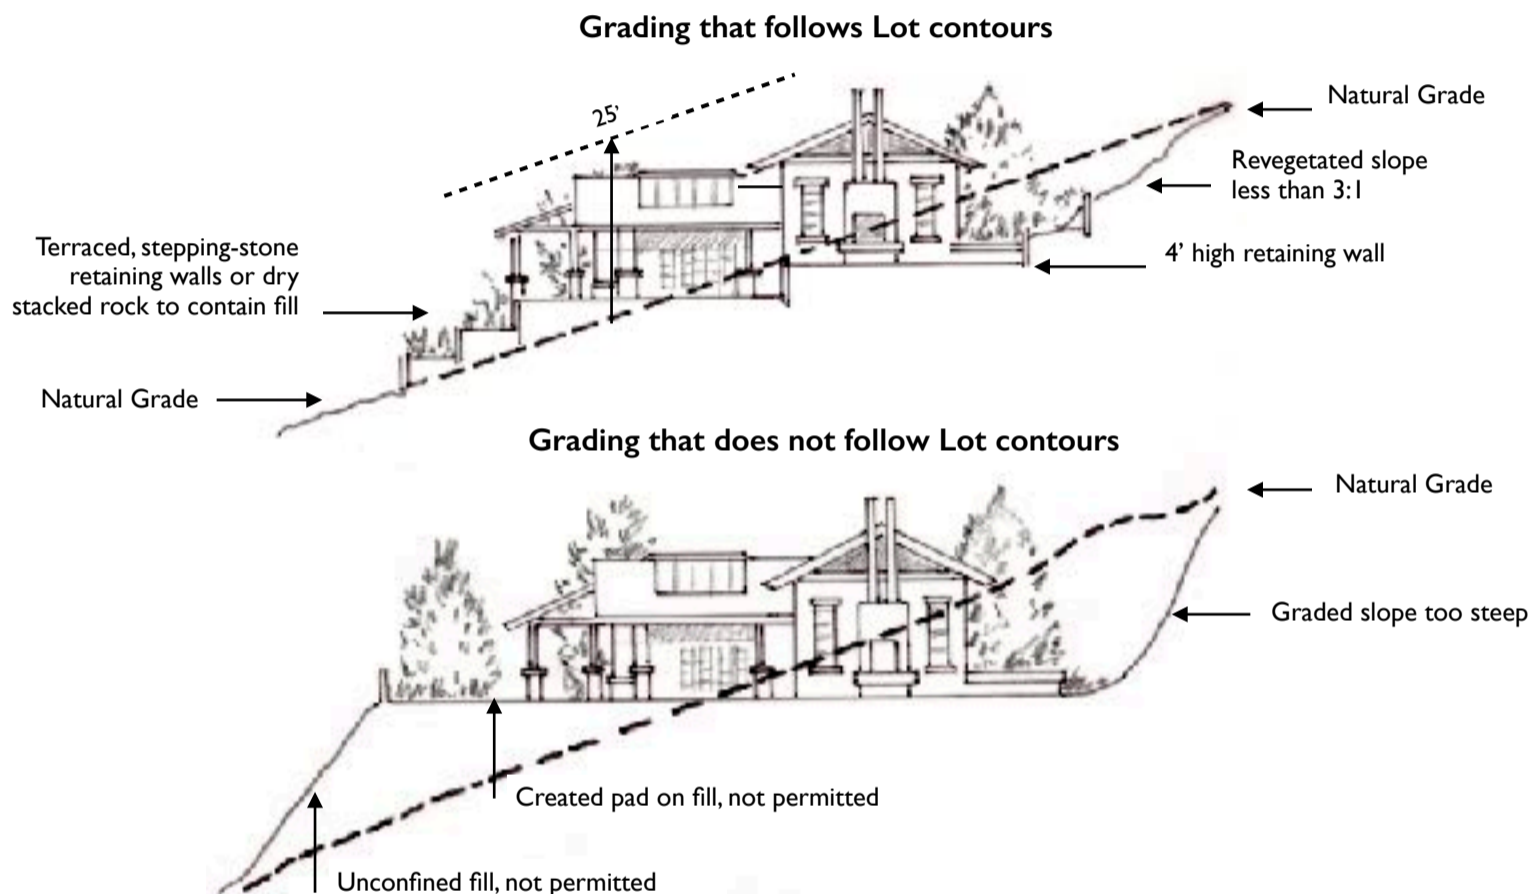 Grading that follows Lot contours
25'
Natural Grade
Revegetated slope
less than 3:1
Terraced, stepping-stone
retaining walls or dry
stacked rock to contain fill
4' high retaining wall
Natural Grade
Grading that does not follow Lot contours
Natural Grade
Graded slope too steep
Created pad on fill, not permitted
Unconfined fill, not permitted